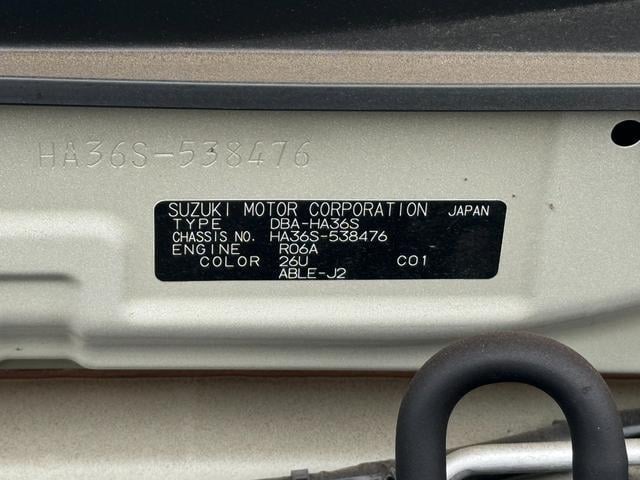 HA36S-538476
SUZUKI MOTOR CORPORATION JAPAN
TYPE DBA-HA36S
CHASSIS NO. HA36S-538476
ENGINE R06A
COLOR 26U C01
ABLE-J2